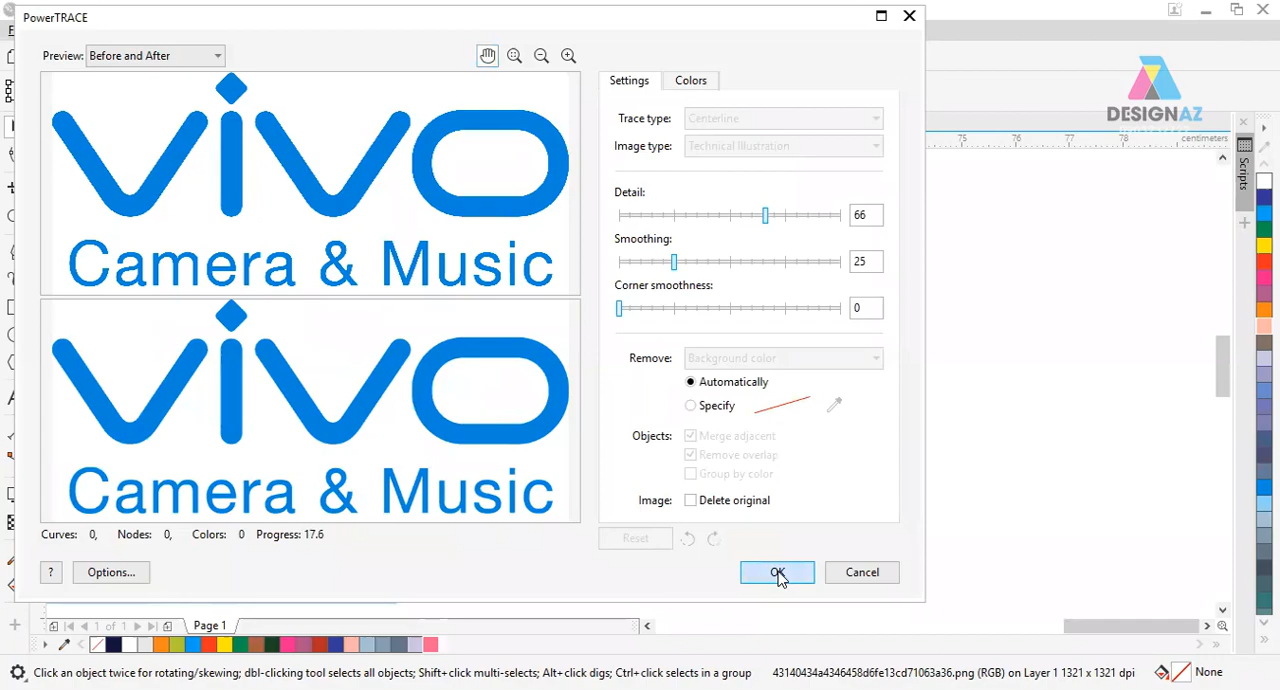 PowerTRACE
Preview: Before and After
Settings Colors
vivo
Camera & Music
vivo
Camera & Music
Trace type: Centerline
Image type: Technical Illustration
Detail:
66
Smoothing:
25
Corner smoothness:
0
Remove: Background color
Automatically
Specify
Objects: Merge adjacent
Remove overlap
Group by color
Image: Delete original
Curves: 0, Nodes: 0, Colors: 0 Progress: 17.6
Reset
? Options... OK Cancel
DESIGNAZ
75 76 77 78 centimeters
Scripts
1 of 1 Page 1
Click an object twice for rotating/skewing; dbl-clicking tool selects all objects; Shift+click multi-selects; Alt+click digs; Ctrl+click selects in a group 43140434a4346458d6fe13cd71063a36.png (RGB) on Layer 1 1321 x 1321 dpi None